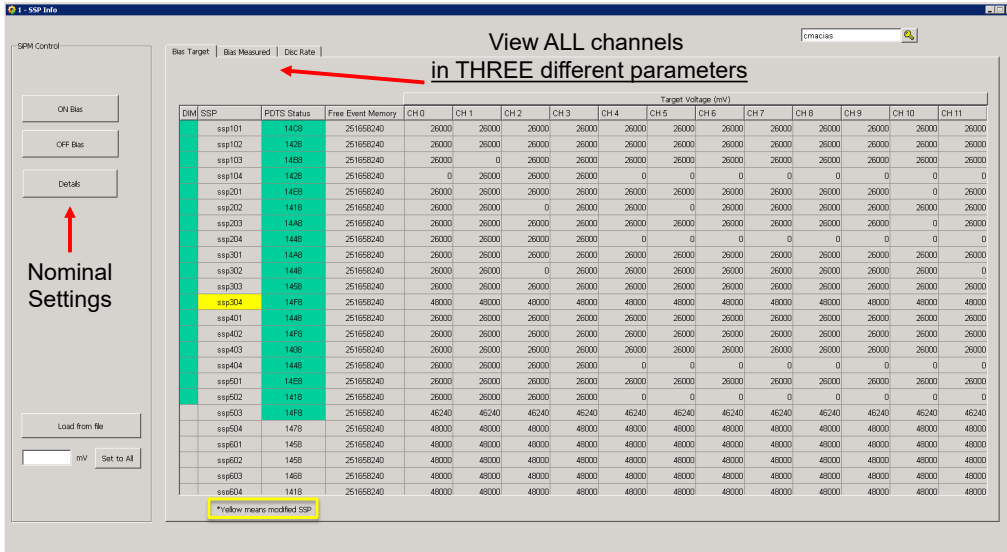 1 - SSP Info
cmacias
View ALL channels
in THREE different parameters
SiPM Control
Bias Target Bias Measured Disc Rate
ON Bias
OFF Bias
Details
Nominal
Settings
Load from file
mV Set to All
Target Voltage (mV)
DIM SSP PDTS Status Free Event Memory CH 0 CH 1 CH 2 CH 3 CH 4 CH 5 CH 6 CH 7 CH 8 CH 9 CH 10 CH 11
ssp101 14C8 251658240 26000 26000 26000 26000 26000 26000 26000 26000 26000 26000 26000 26000
ssp102 1428 251658240 26000 26000 26000 26000 26000 26000 26000 26000 26000 26000 26000 26000
ssp103 14B8 251658240 26000 0 26000 26000 26000 26000 26000 26000 26000 26000 26000 26000
ssp104 1428 251658240 0 26000 26000 26000 0 0 0 0 0 0 0 0
ssp201 14E8 251658240 26000 26000 26000 26000 26000 26000 26000 26000 26000 26000 0 26000
ssp202 1418 251658240 26000 26000 0 26000 26000 0 26000 26000 26000 26000 26000 26000
ssp203 14A8 251658240 26000 26000 26000 26000 26000 26000 26000 26000 26000 26000 0 26000
ssp204 1448 251658240 26000 26000 26000 26000 0 0 0 0 0 0 0 0
ssp301 14A8 251658240 26000 26000 26000 26000 26000 26000 26000 26000 26000 26000 26000 26000
ssp302 1448 251658240 26000 26000 0 26000 26000 26000 26000 26000 26000 26000 26000 0
ssp303 1458 251658240 26000 26000 26000 26000 26000 26000 26000 26000 26000 26000 26000 26000
ssp304 14F8 251658240 48000 48000 48000 48000 48000 48000 48000 48000 48000 48000 48000 48000
ssp401 1448 251658240 26000 26000 26000 26000 26000 26000 26000 26000 26000 26000 26000 26000
ssp402 14F8 251658240 26000 26000 26000 26000 26000 26000 26000 26000 26000 26000 26000 26000
ssp403 1408 251658240 26000 26000 26000 26000 26000 26000 26000 26000 26000 26000 26000 26000
ssp404 1448 251658240 26000 26000 26000 26000 0 0 0 0 0 0 0 0
ssp501 14E8 251658240 26000 26000 26000 26000 26000 26000 26000 26000 26000 26000 26000 26000
ssp502 1418 251658240 26000 26000 26000 26000 0 0 0 0 0 0 0 0
ssp503 14F8 251658240 46240 46240 46240 46240 46240 46240 46240 46240 46240 46240 46240 46240
ssp504 1478 251658240 48000 48000 48000 48000 48000 48000 48000 48000 48000 48000 48000 48000
ssp601 1458 251658240 48000 48000 48000 48000 48000 48000 48000 48000 48000 48000 48000 48000
ssp602 1458 251658240 48000 48000 48000 48000 48000 48000 48000 48000 48000 48000 48000 48000
ssp603 1468 251658240 48000 48000 48000 48000 48000 48000 48000 48000 48000 48000 48000 48000
ssp604 1418 251658240 48000 48000 48000 48000 48000 48000 48000 48000 48000 48000 48000 48000
*Yellow means modified SSP